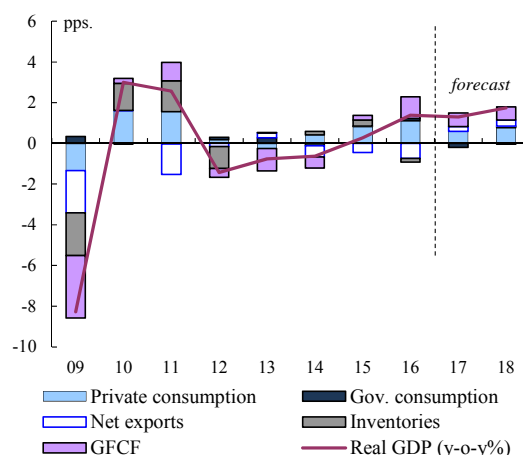 6
pps.
4
forecast
2
0
-2
-4
-6
-8
-10
09 10 11 12 13 14 15 16 17 18
Private consumption Gov. consumption
Net exports Inventories
GFCF Real GDP (y-o-y%)